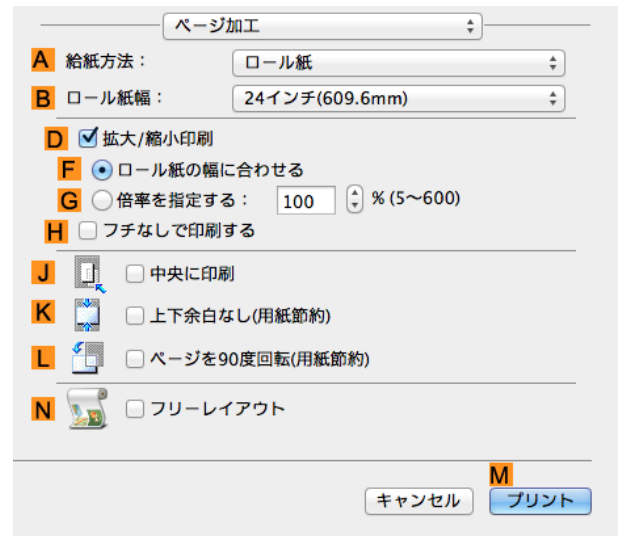 ページ加工
A 給紙方法： ロール紙
B ロール紙幅： 24インチ(609.6mm)
D 拡大/縮小印刷
F ロール紙の幅に合わせる
G 倍率を指定する： 100 % (5〜600)
H フチなしで印刷する
J 中央に印刷
K 上下余白なし(用紙節約)
L ページを90度回転(用紙節約)
N フリーレイアウト
M
キャンセル プリント